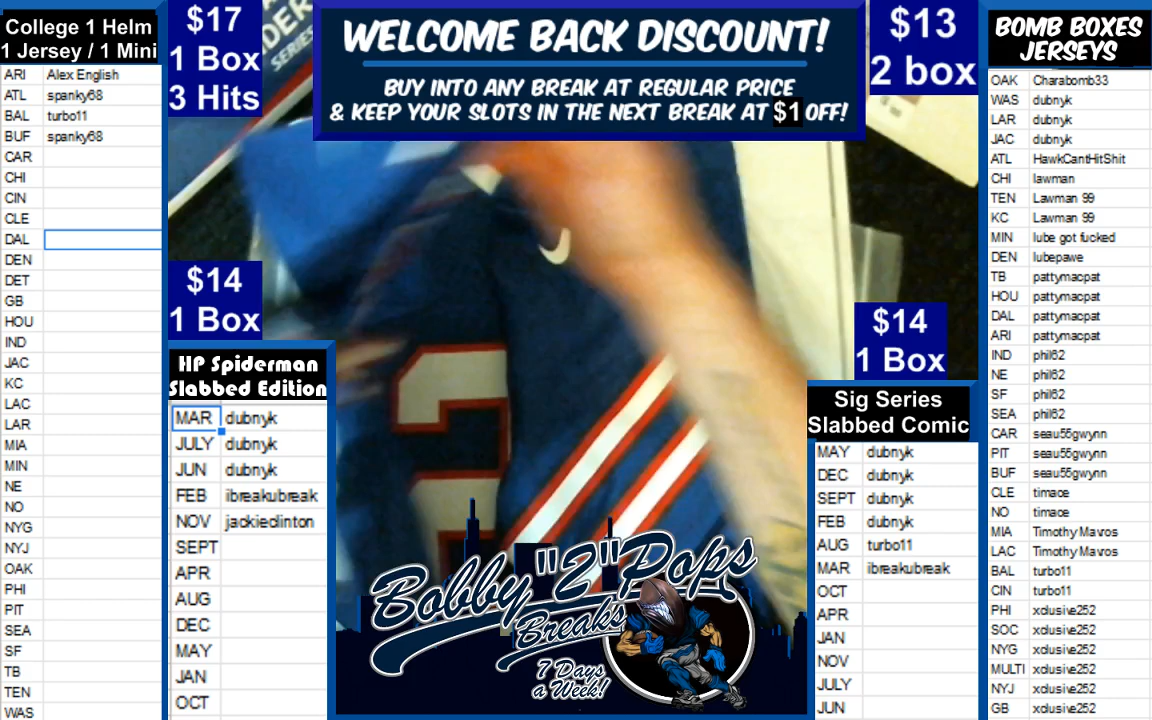 College 1 Helm
1 Jersey / 1 Mini
ARI Alex English
ATL spanky68
BAL turbo11
BUF spanky68
CAR
CHI
CIN
CLE
DAL
DEN
DET
GB
HOU
IND
JAC
KC
LAC
LAR
MIA
MIN
NE
NO
NYG
NYJ
OAK
PHI
PIT
SEA
SF
TB
TEN
WAS
$17
1 Box
3 Hits
SERIES
WELCOME BACK DISCOUNT!
BUY INTO ANY BREAK AT REGULAR PRICE
& KEEP YOUR SLOTS IN THE NEXT BREAK AT $1 OFF!
$13
2 box
$14
1 Box
HP Spiderman
Slabbed Edition
MAR dubnyk
JULY dubnyk
JUN dubnyk
FEB ibreakubreak
NOV jackieclinton
SEPT
APR
AUG
DEC
MAY
JAN
OCT
2
Bobby "2" Pops
Breaks
7 Days
a Week!
$14
1 Box
Sig Series
Slabbed Comic
MAY dubnyk
DEC dubnyk
SEPT dubnyk
FEB dubnyk
AUG turbo11
MAR ibreakubreak
OCT
APR
JAN
NOV
JULY
JUN
BOMB BOXES
JERSEYS
OAK Charabomb33
WAS dubnyk
LAR dubnyk
JAC dubnyk
ATL HawkCantHitShit
CHI lawman
TEN Lawman 99
KC Lawman 99
MIN lube got fucked
DEN lubepawe
TB pattymacpat
HOU pattymacpat
DAL pattymacpat
ARI pattymacpat
IND phil62
NE phil62
SF phil62
SEA phil62
CAR seau55gwynn
PIT seau55gwynn
BUF seau55gwynn
CLE timace
NO timace
MIA Timothy Mavros
LAC Timothy Mavros
BAL turbo11
CIN turbo11
PHI xclusive252
SOC xclusive252
NYG xclusive252
MULTI xclusive252
NYJ xclusive252
GB xclusive252